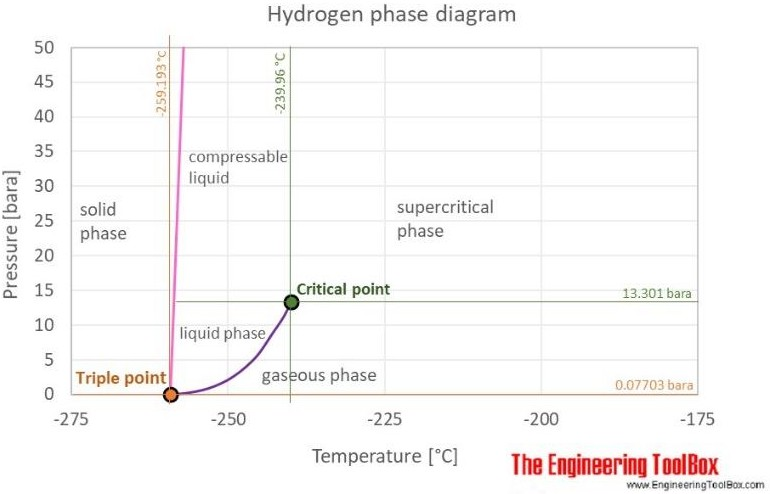 Hydrogen phase diagram
50
45
40
35
30
25
20
15
10
5
0
Pressure [bara]
-259.193 °C
-239.96 °C
compressable
liquid
solid
phase
supercritical
phase
Critical point
13.301 bara
liquid phase
Triple point
gaseous phase
0.07703 bara
-275
-250
-225
-200
-175
Temperature [°C]
The Engineering ToolBox
www.EngineeringToolBox.com